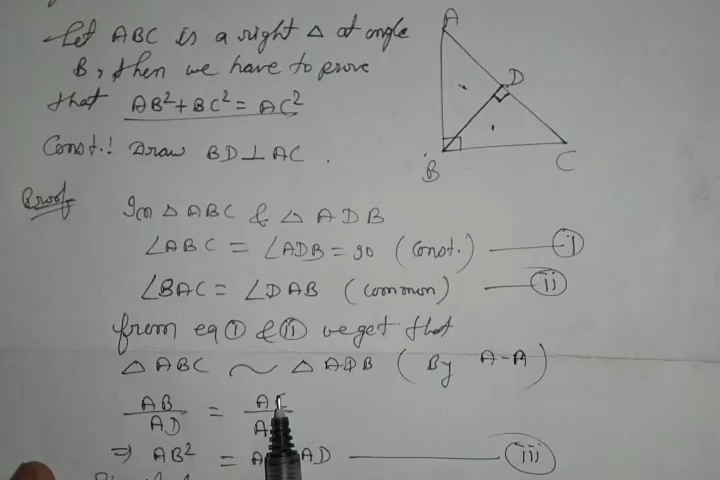 Let ABC is a right △ at angle
B, then we have to prove
that AB² + BC² = AC²
Const.: Draw BD ⊥ AC.
A
D
B
C
Proof
In △ ABC & △ ADB
∠ABC = ∠ADB = 90 (Const.) — (i)
∠BAC = ∠DAB (common) — (ii)
from eq (i) & (ii) we get that
△ ABC ~ △ ADB (By A-A)
AB/AD = AC/A
⇒ AB² = A AD — (iii)